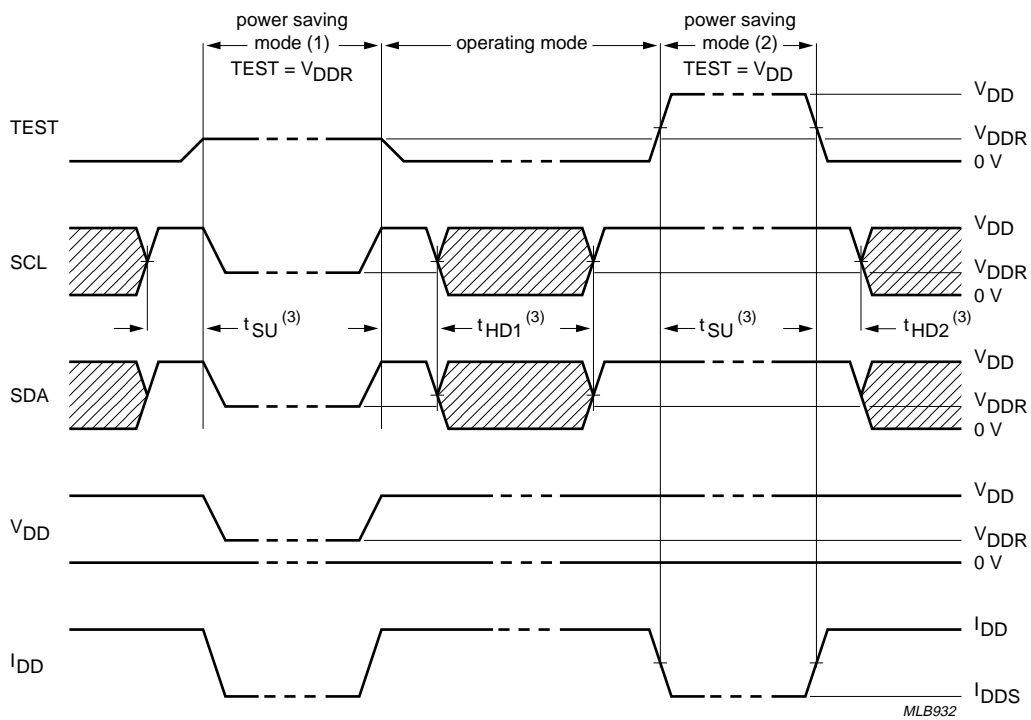 power saving
mode (1)
TEST = VDDR
operating mode
power saving
mode (2)
TEST = VDD
TEST
VDD
VDDR
0 V
SCL
VDD
VDDR
0 V
tSU(3)
tHD1(3)
tSU(3)
tHD2(3)
SDA
VDD
VDDR
0 V
VDD
VDD
VDDR
0 V
IDD
IDD
IDDS
MLB932